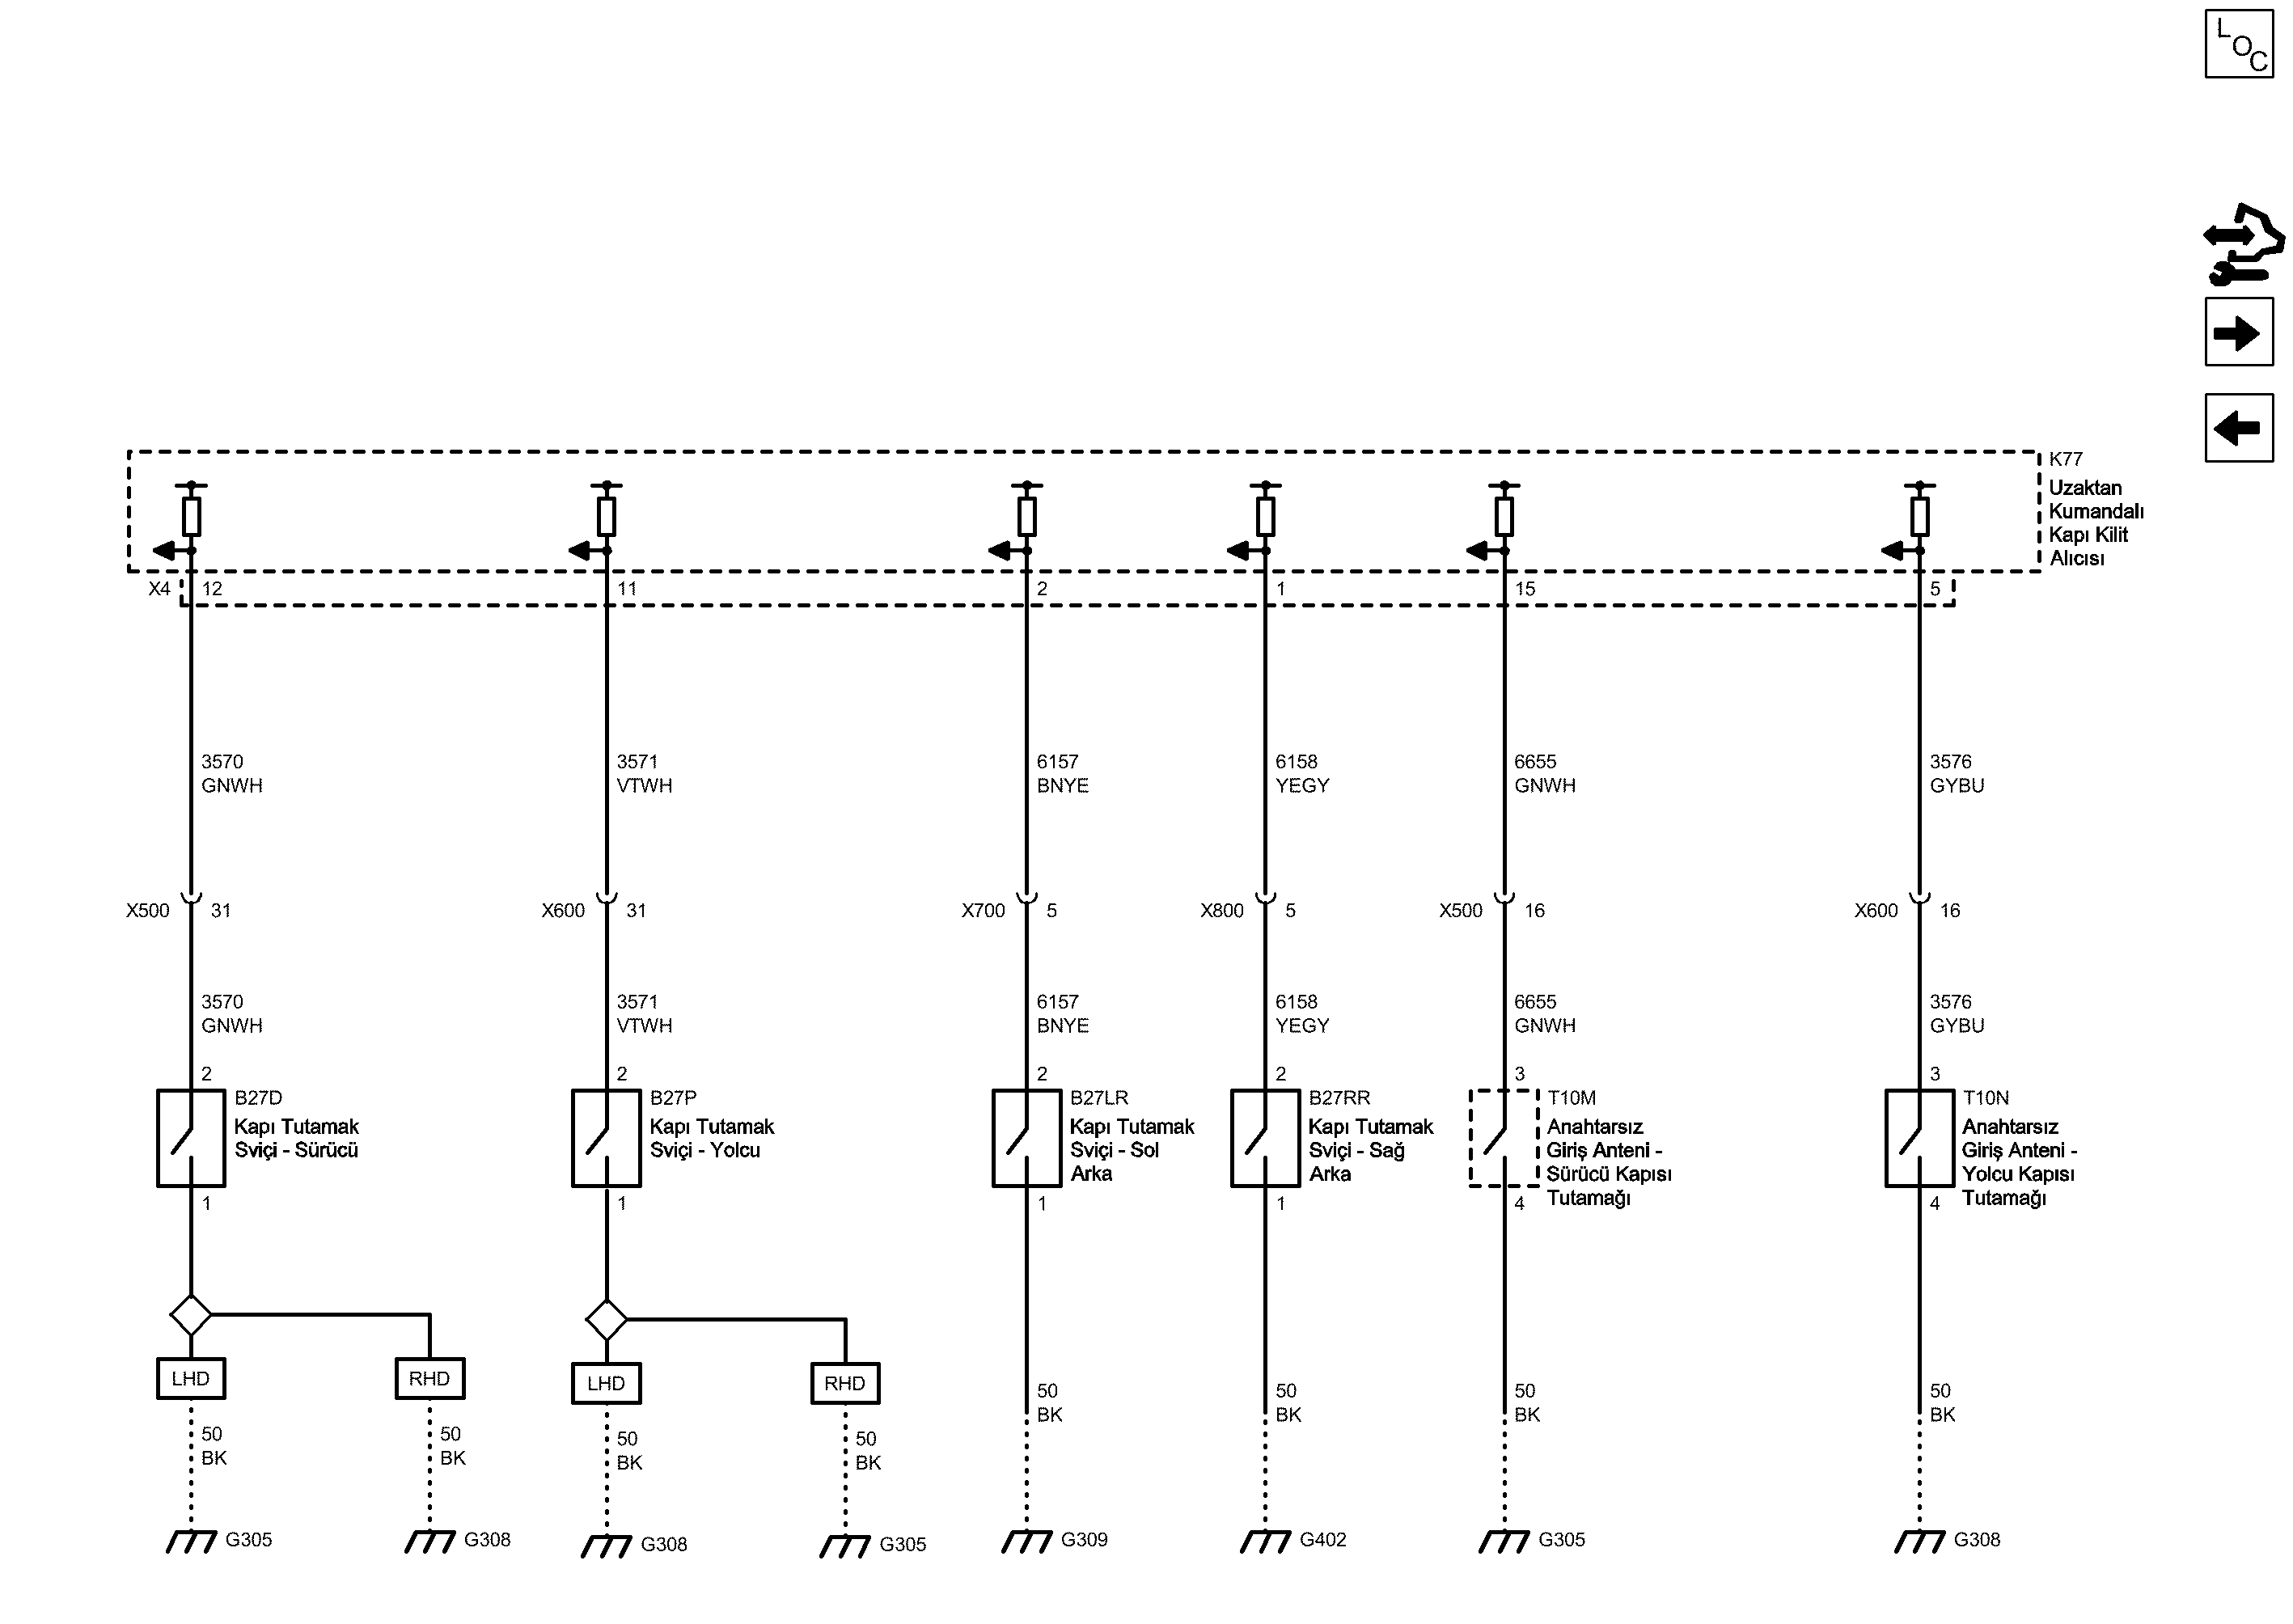 LOC
K77
Uzaktan
Kumandalı
Kapı Kilit
Alıcısı
X4 12 11 2 1 15 5
3570 3571 6157 6158 6655 3576
GNWH VTWH BNYE YEGY GNWH GYBU
X500 31 X600 31 X700 5 X800 5 X500 16 X600 16
3570 3571 6157 6158 6655 3576
GNWH VTWH BNYE YEGY GNWH GYBU
2 2 2 2 3 3
B27D
Kapı Tutamak
Sviçi - Sürücü
B27P
Kapı Tutamak
Sviçi - Yolcu
B27LR
Kapı Tutamak
Sviçi - Sol
Arka
B27RR
Kapı Tutamak
Sviçi - Sağ
Arka
T10M
Anahtarsız
Giriş Anteni -
Sürücü Kapısı
Tutamağı
T10N
Anahtarsız
Giriş Anteni -
Yolcu Kapısı
Tutamağı
1 1 1 1 4 4
LHD RHD LHD RHD
50 50 50 50 50 50 50 50
BK BK BK BK BK BK BK BK
G305 G308 G308 G305 G309 G402 G305 G308